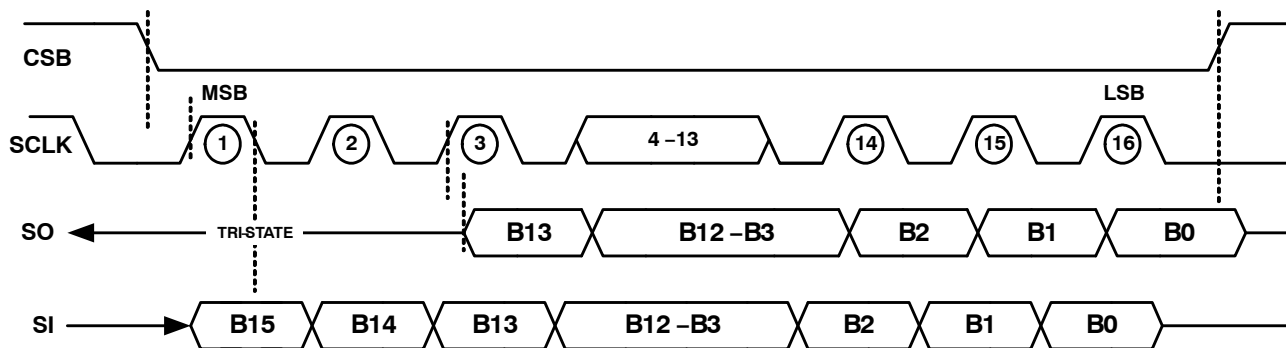 CSB
MSB
LSB
SCLK
1
2
3
4 –13
14
15
16
SO
TRI-STATE
B13
B12 –B3
B2
B1
B0
SI
B15
B14
B13
B12 –B3
B2
B1
B0